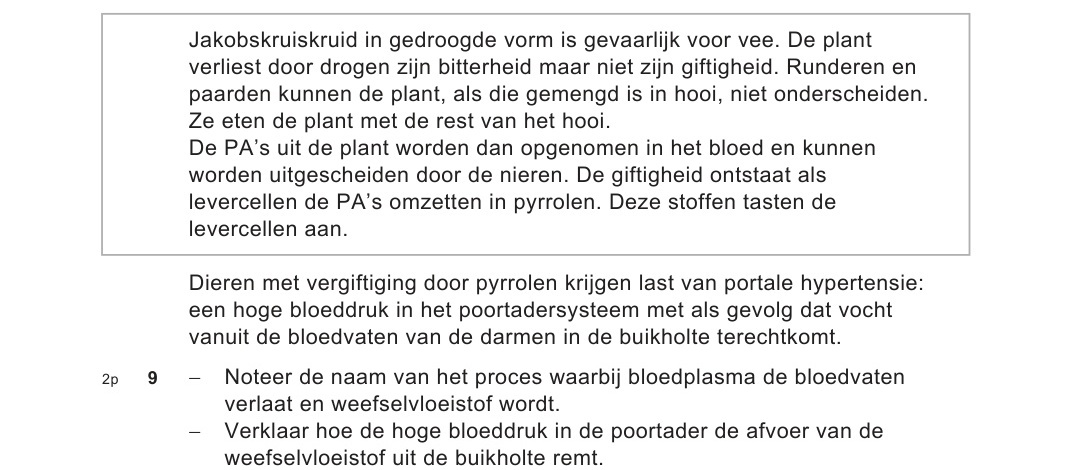 Jakobskruiskruid in gedroogde vorm is gevaarlijk voor vee. De plant
verliest door drogen zijn bitterheid maar niet zijn giftigheid. Runderen en
paarden kunnen de plant, als die gemengd is in hooi, niet onderscheiden.
Ze eten de plant met de rest van het hooi.
De PA’s uit de plant worden dan opgenomen in het bloed en kunnen
worden uitgescheiden door de nieren. De giftigheid ontstaat als
levercellen de PA’s omzetten in pyrrolen. Deze stoffen tasten de
levercellen aan.
Dieren met vergiftiging door pyrrolen krijgen last van portale hypertensie:
een hoge bloeddruk in het poortadersysteem met als gevolg dat vocht
vanuit de bloedvaten van de darmen in de buikholte terechtkomt.
2p 9 – Noteer de naam van het proces waarbij bloedplasma de bloedvaten
verlaat en weefselvloeistof wordt.
– Verklaar hoe de hoge bloeddruk in de poortader de afvoer van de
weefselvloeistof uit de buikholte remt.